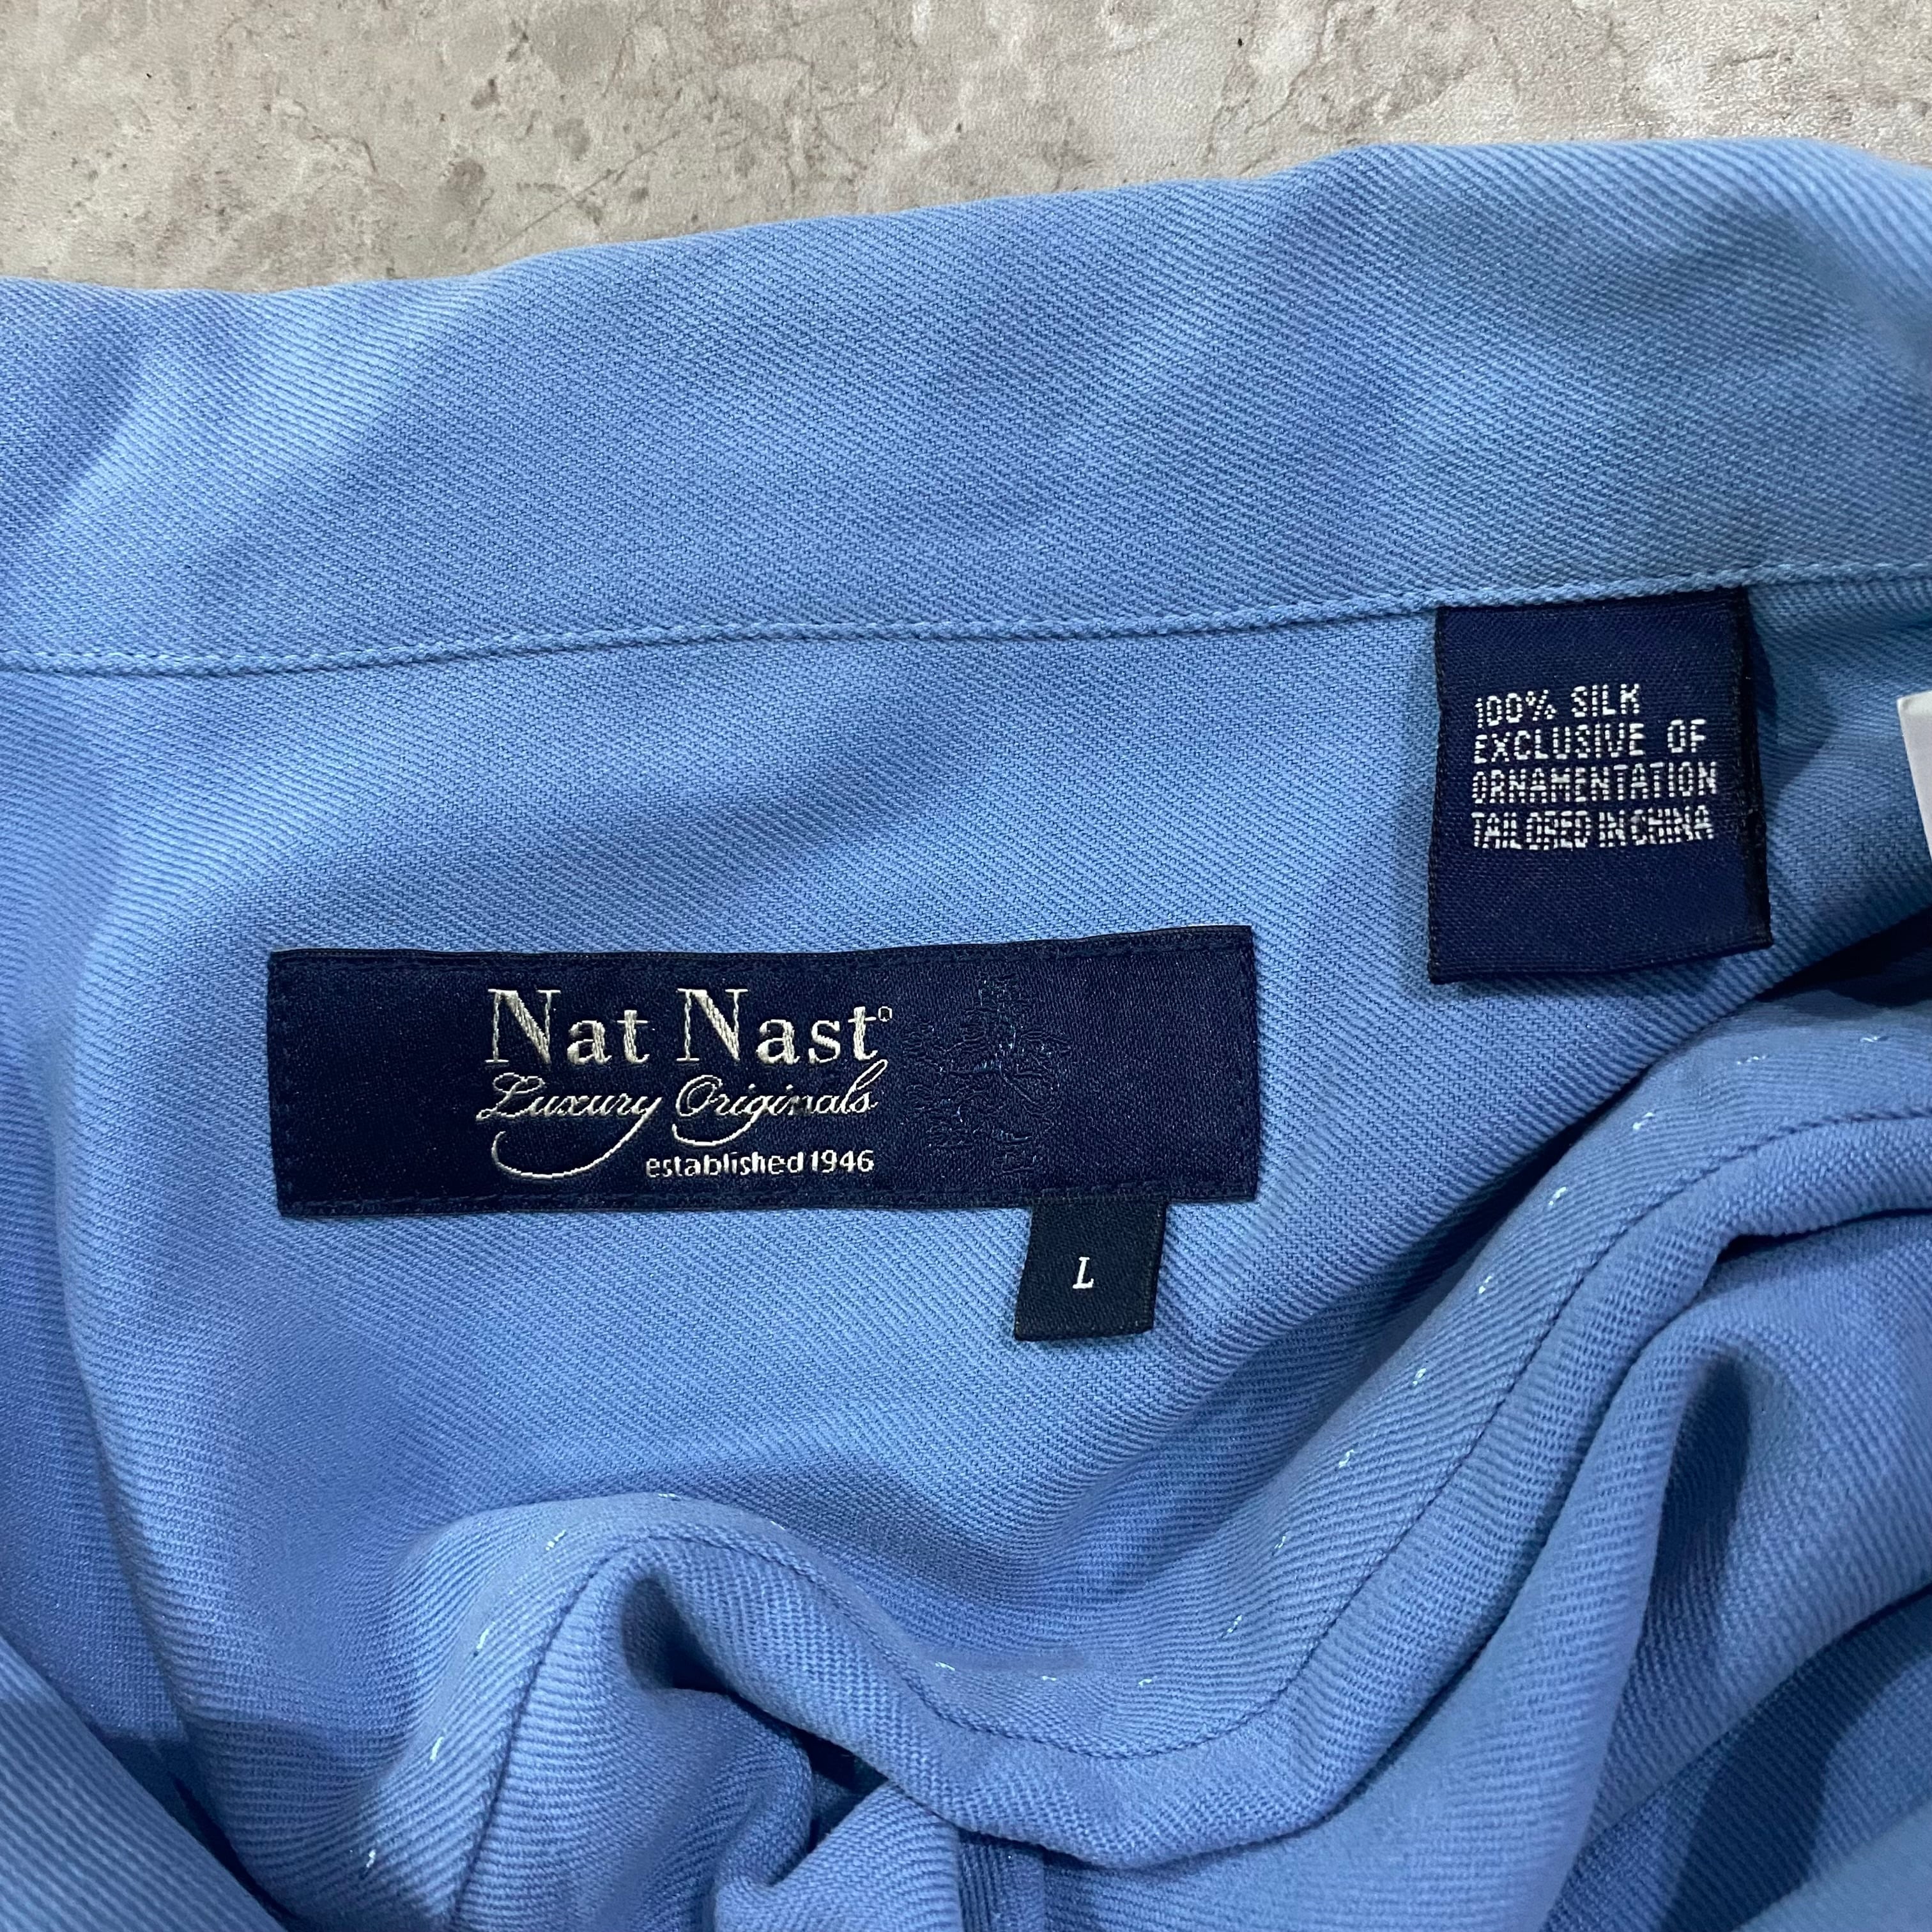 100% SILK
EXCLUSIVE OF
ORNAMENTATION
TAILORED IN CHINA
Nat Nast®
Luxury Originals
established 1946
L